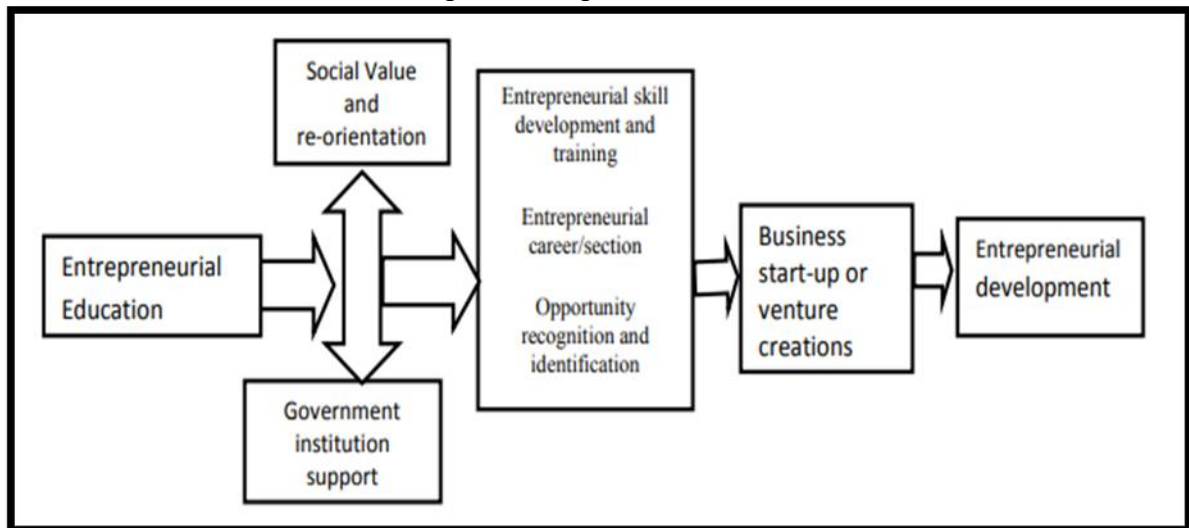 Social Value
and
re-orientation
Entrepreneurial
Education
Government
institution
support
Entrepreneurial skill
development and
training
Entrepreneurial
career/section
Opportunity
recognition and
identification
Business
start-up or
venture
creations
Entrepreneurial
development